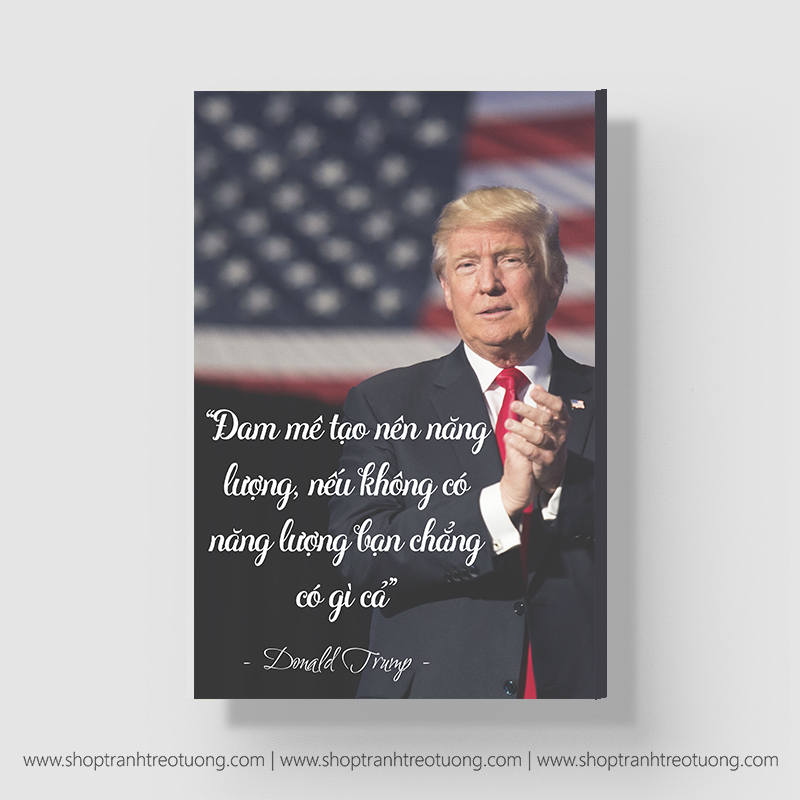 “Đam mê tạo nên năng
lượng, nếu không có
năng lượng bạn chẳng
có gì cả”
- Donald Trump -
www.shoptranhtreotuong.com | www.shoptranhtreotuong.com | www.shoptranhtreotuong.com